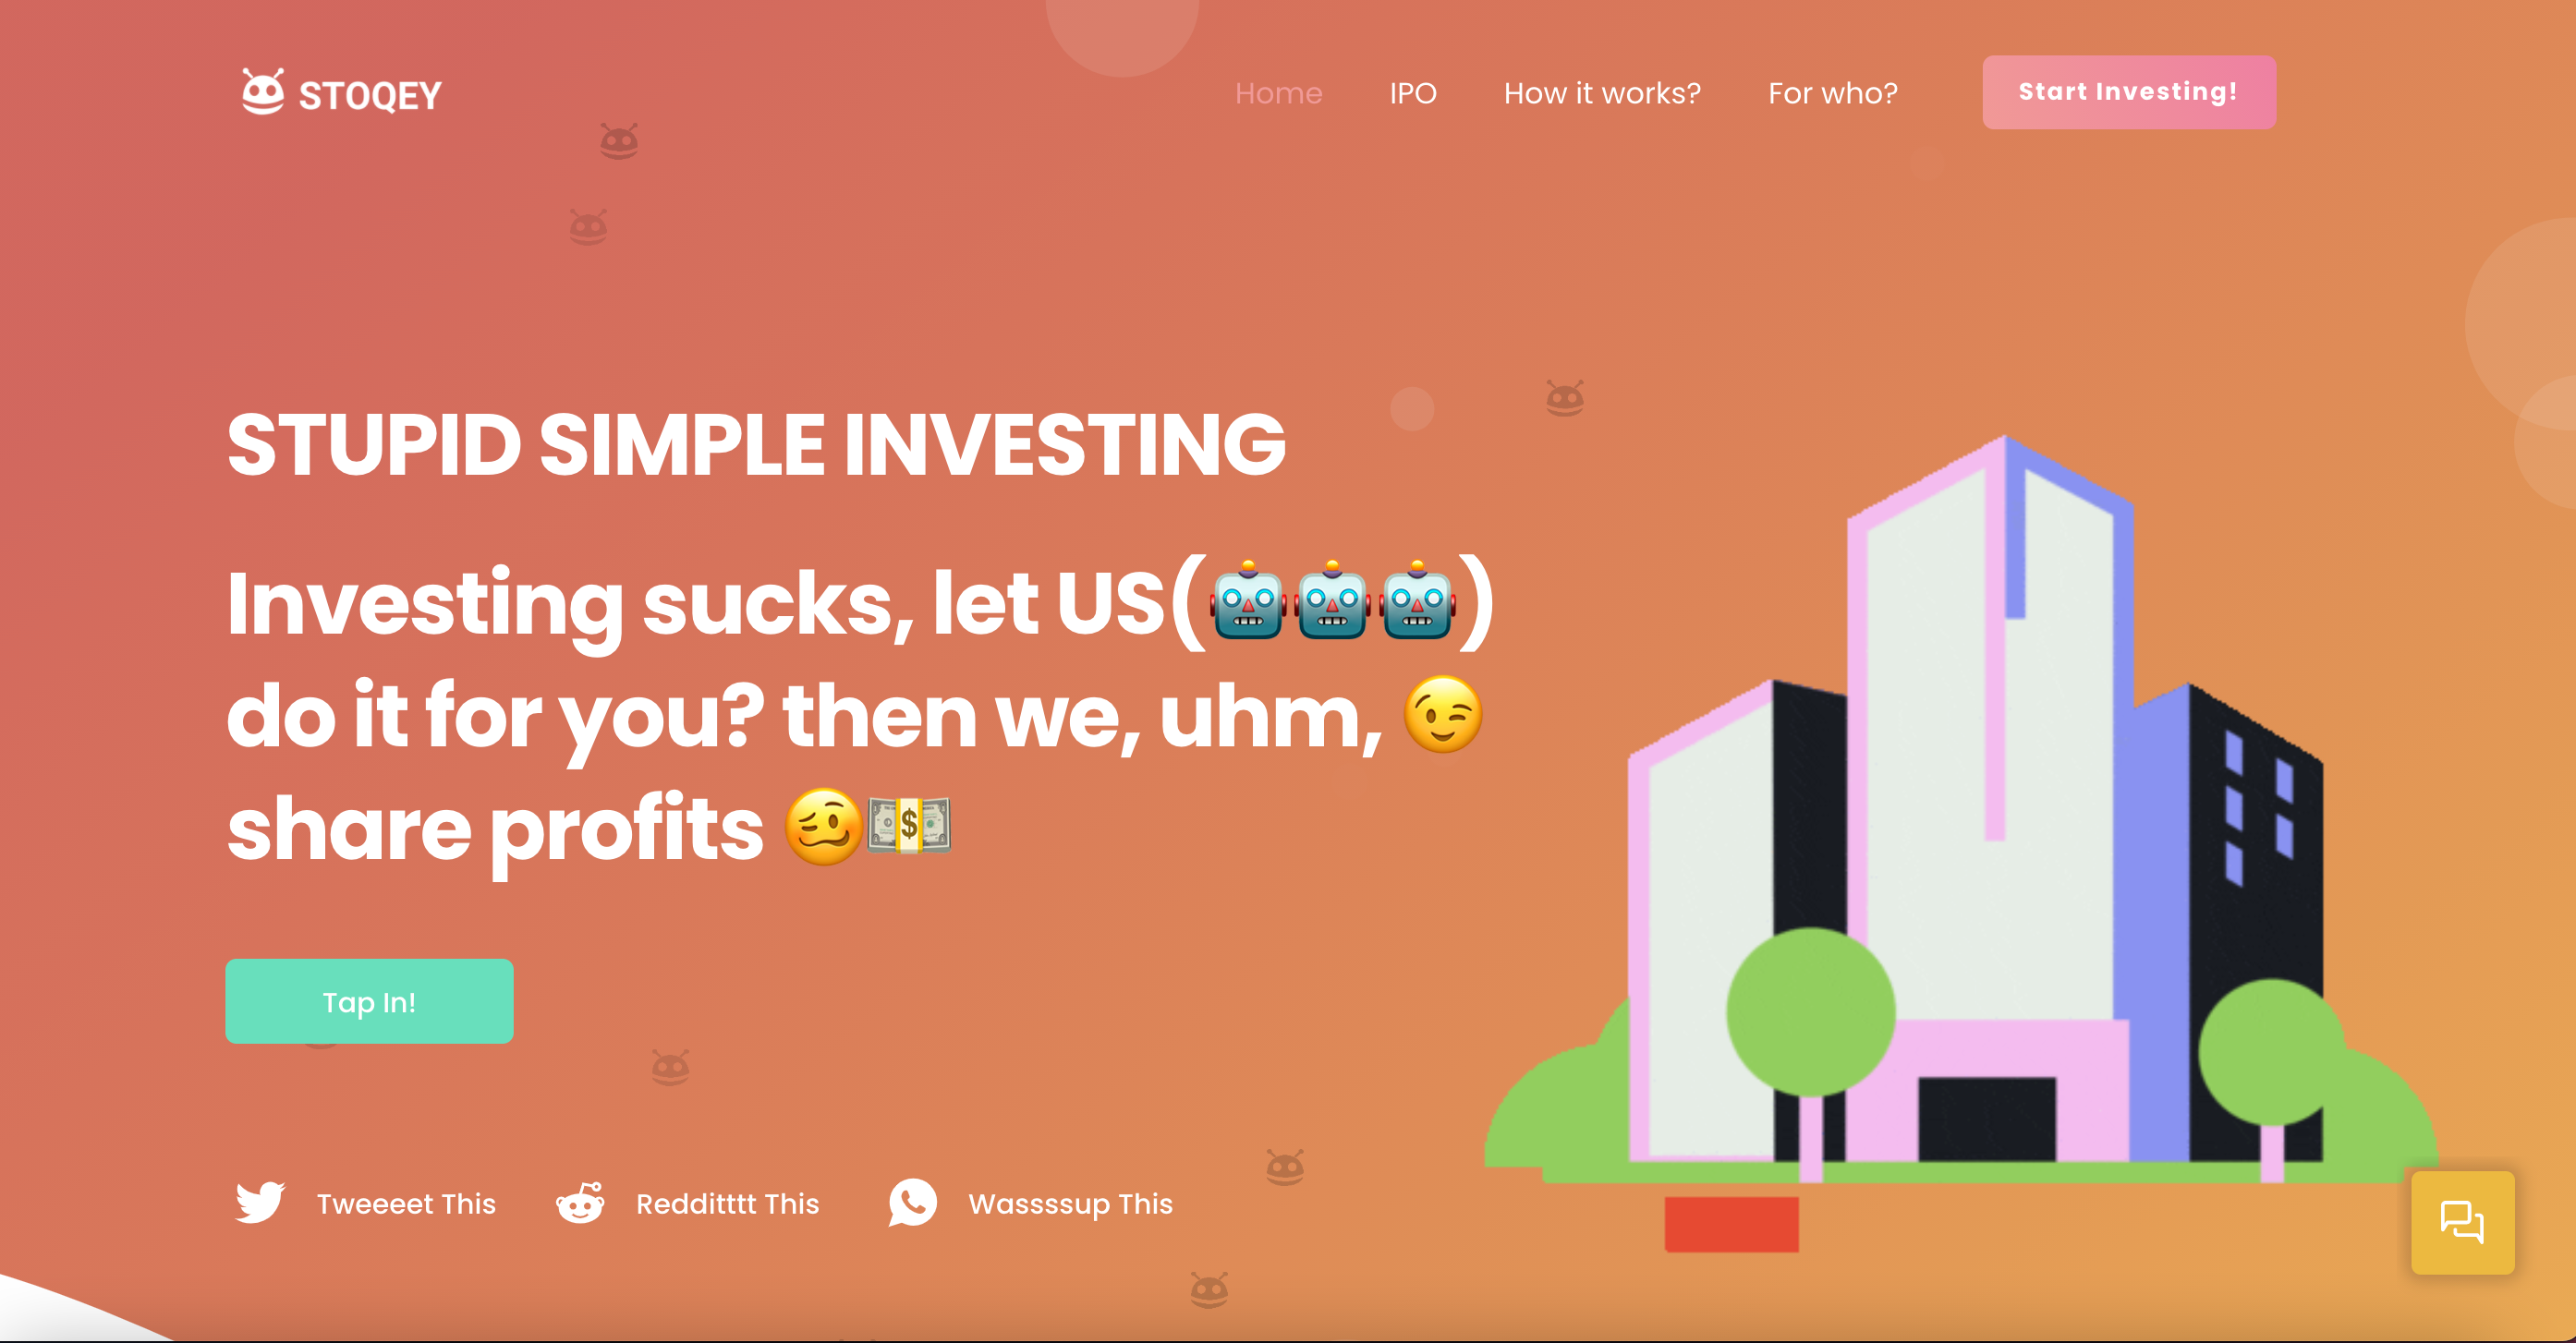 STOQEY
Home
IPO
How it works?
For who?
Start Investing!
STUPID SIMPLE INVESTING
Investing sucks, let US(🤖🤖🤖)
do it for you? then we, uhm, 😉
share profits 🥴💵
Tap In!
Tweeeet This
Reddittt This
Wassssup This